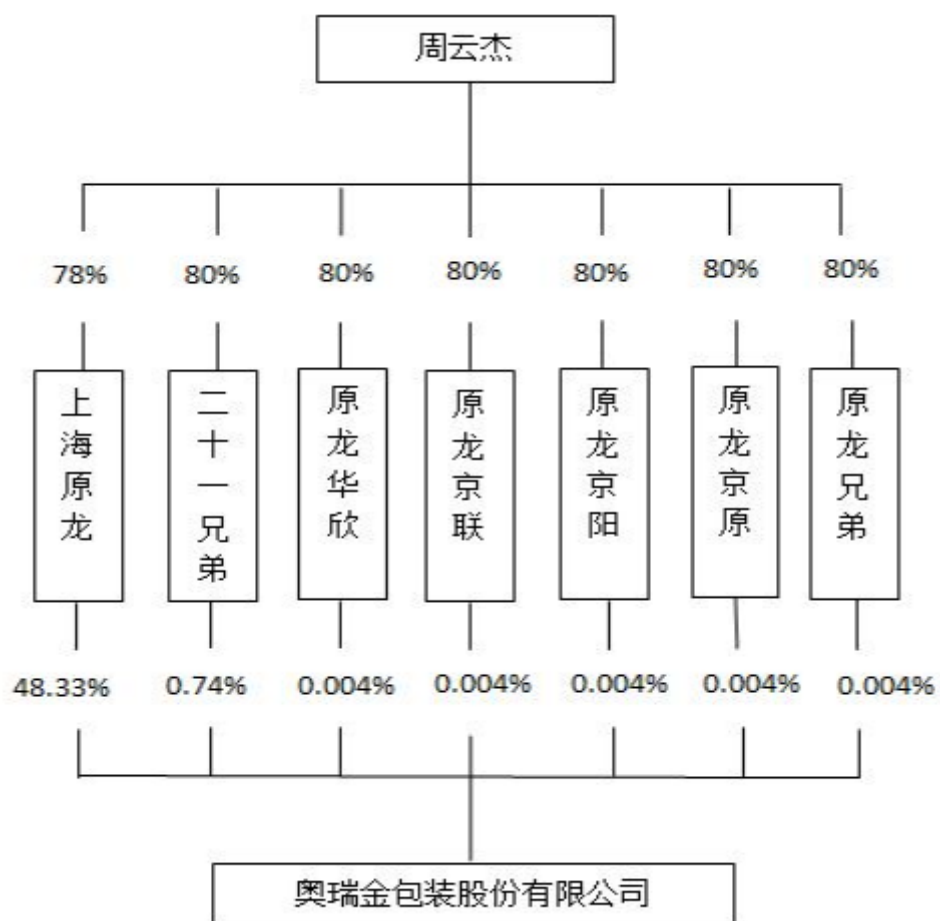 周云杰
78% 80% 80% 80% 80% 80% 80%
上海原龙
二十一兄弟
原龙华欣
原龙京联
原龙京阳
原龙京原
原龙兄弟
48.33% 0.74% 0.004% 0.004% 0.004% 0.004% 0.004%
奥瑞金包装股份有限公司